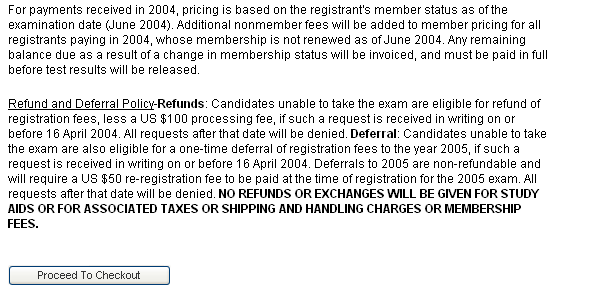 For payments received in 2004, pricing is based on the registrant's member status as of the
examination date (June 2004). Additional nonmember fees will be added to member pricing for all
registrants paying in 2004, whose membership is not renewed as of June 2004. Any remaining
balance due as a result of a change in membership status will be invoiced, and must be paid in full
before test results will be released.
Refund and Deferral Policy-Refunds: Candidates unable to take the exam are eligible for refund of
registration fees, less a US $100 processing fee, if such a request is received in writing on or
before 16 April 2004. All requests after that date will be denied. Deferral: Candidates unable to take
the exam are also eligible for a one-time deferral of registration fees to the year 2005, if such a
request is received in writing on or before 16 April 2004. Deferrals to 2005 are non-refundable and
will require a US $50 re-registration fee to be paid at the time of registration for the 2005 exam. All
requests after that date will be denied. NO REFUNDS OR EXCHANGES WILL BE GIVEN FOR STUDY
AIDS OR FOR ASSOCIATED TAXES OR SHIPPING AND HANDLING CHARGES OR MEMBERSHIP
FEES.
Proceed To Checkout